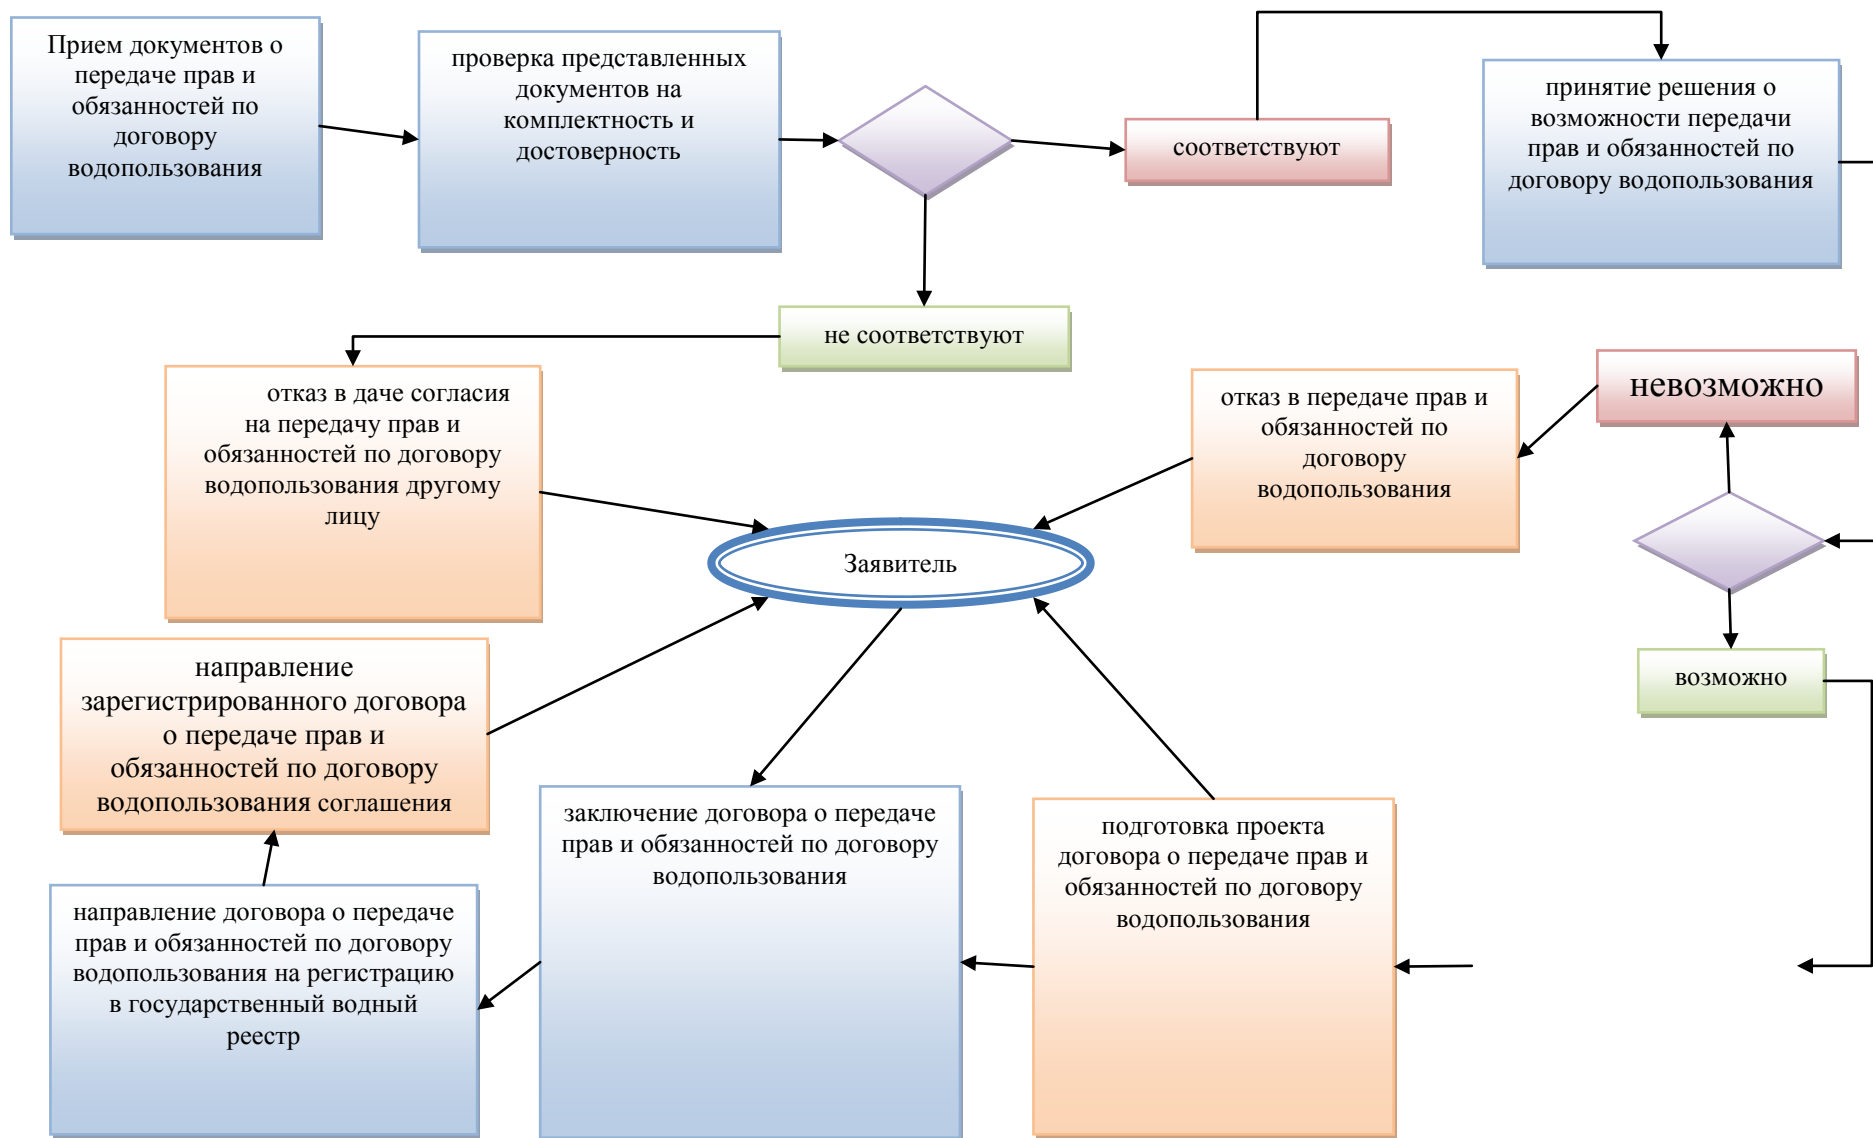 Прием документов о
передаче прав и
обязанностей по
договору
водопользования
проверка представленных
документов на
комплектность и
достоверность
соответствуют
принятие решения о
возможности передачи
прав и обязанностей по
договору водопользования
не соответствуют
отказ в даче согласия
на передачу прав и
обязанностей по договору
водопользования другому
лицу
отказ в передаче прав и
обязанностей по
договору
водопользования
невозможно
Заявитель
возможно
направление
зарегистрированного договора
о передаче прав и
обязанностей по договору
водопользования соглашения
заключение договора о передаче
прав и обязанностей по договору
водопользования
подготовка проекта
договора о передаче прав и
обязанностей по договору
водопользования
направление договора о передаче
прав и обязанностей по договору
водопользования на регистрацию
в государственный водный
реестр